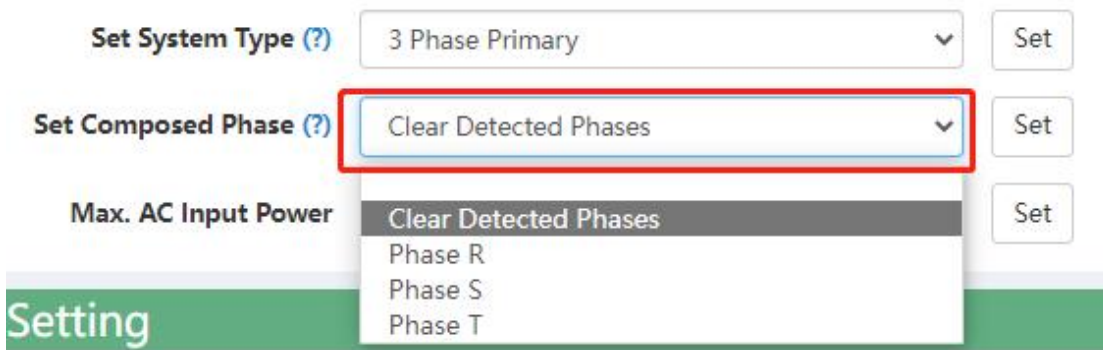 Set System Type (?) 3 Phase Primary Set
Set Composed Phase (?) Clear Detected Phases Set
Max. AC Input Power Set
Clear Detected Phases
Phase R
Phase S
Phase T
Setting